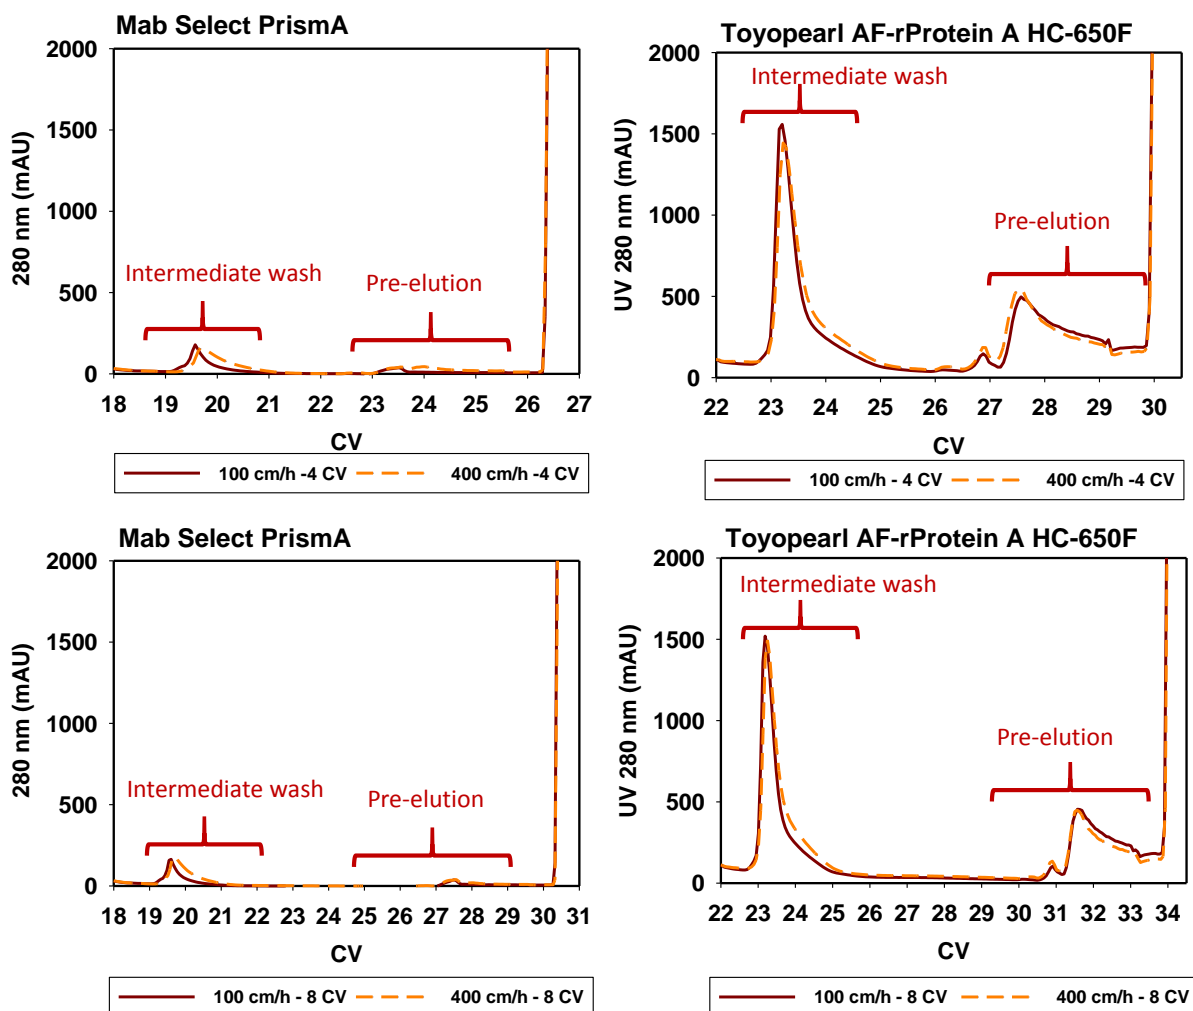 Mab Select PrismA
280 nm (mAU)
2000
1500
1000
500
0
Intermediate wash
Pre-elution
18 19 20 21 22 23 24 25 26 27
CV
100 cm/h -4 CV 400 cm/h -4 CV
Toyopearl AF-rProtein A HC-650F
UV 280 nm (mAU)
2000
1500
1000
500
0
Intermediate wash
Pre-elution
22 23 24 25 26 27 28 29 30
CV
100 cm/h - 4 CV 400 cm/h -4 CV
Mab Select PrismA
280 nm (mAU)
2000
1500
1000
500
0
Intermediate wash
Pre-elution
18 19 20 21 22 23 24 25 26 27 28 29 30 31
CV
100 cm/h - 8 CV 400 cm/h - 8 CV
Toyopearl AF-rProtein A HC-650F
UV 280 nm (mAU)
2000
1500
1000
500
0
Intermediate wash
Pre-elution
22 23 24 25 26 27 28 29 30 31 32 33 34
CV
100 cm/h - 8 CV 400 cm/h - 8 CV